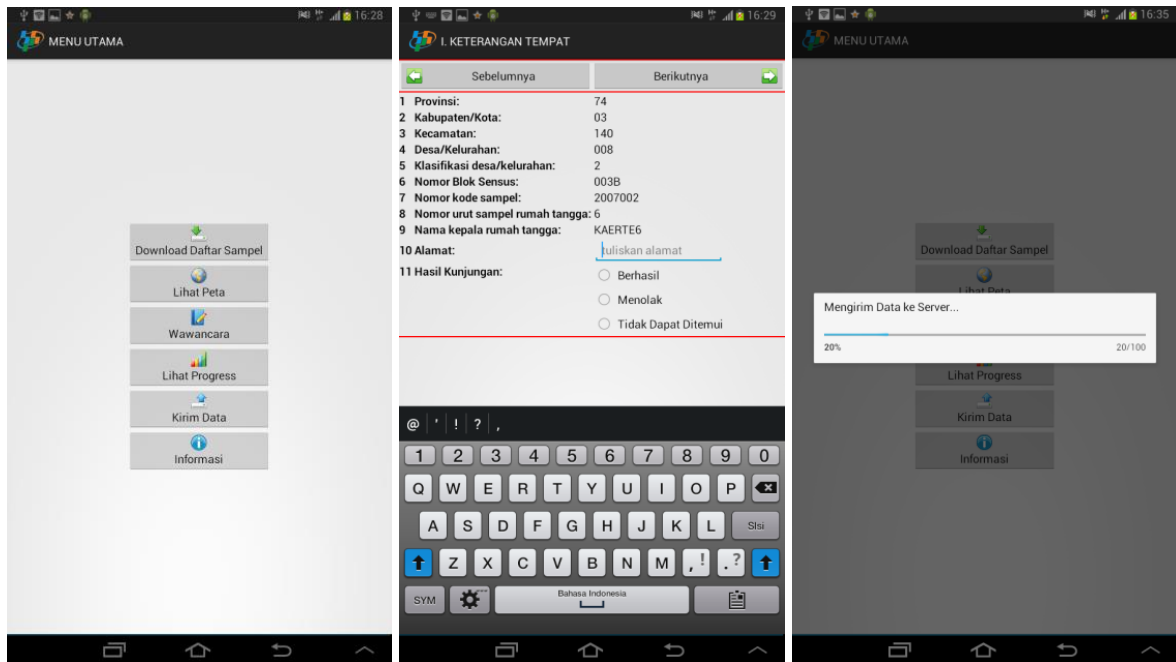 16:28
MENU UTAMA
Download Daftar Sampel
Lihat Peta
Wawancara
Lihat Progress
Kirim Data
Informasi
16:29
I. KETERANGAN TEMPAT
Sebelumnya Berikutnya
1 Provinsi: 74
2 Kabupaten/Kota: 03
3 Kecamatan: 140
4 Desa/Kelurahan: 008
5 Klasifikasi desa/kelurahan: 2
6 Nomor Blok Sensus: 003B
7 Nomor kode sampel: 2007002
8 Nomor urut sampel rumah tangga: 6
9 Nama kepala rumah tangga: KAERTE6
10 Alamat: tuliskan alamat
11 Hasil Kunjungan: Berhasil
Menolak
Tidak Dapat Ditemui
@ ' ! ? ,
1 2 3 4 5 6 7 8 9 0
Q W E R T Y U I O P
A S D F G H J K L Slsi
Z X C V B N M , ! . ?
SYM Bahasa Indonesia
16:35
MENU UTAMA
Download Daftar Sampel
Lihat Peta
Mengirim Data ke Server...
20% 20/100
Lihat Progress
Kirim Data
Informasi